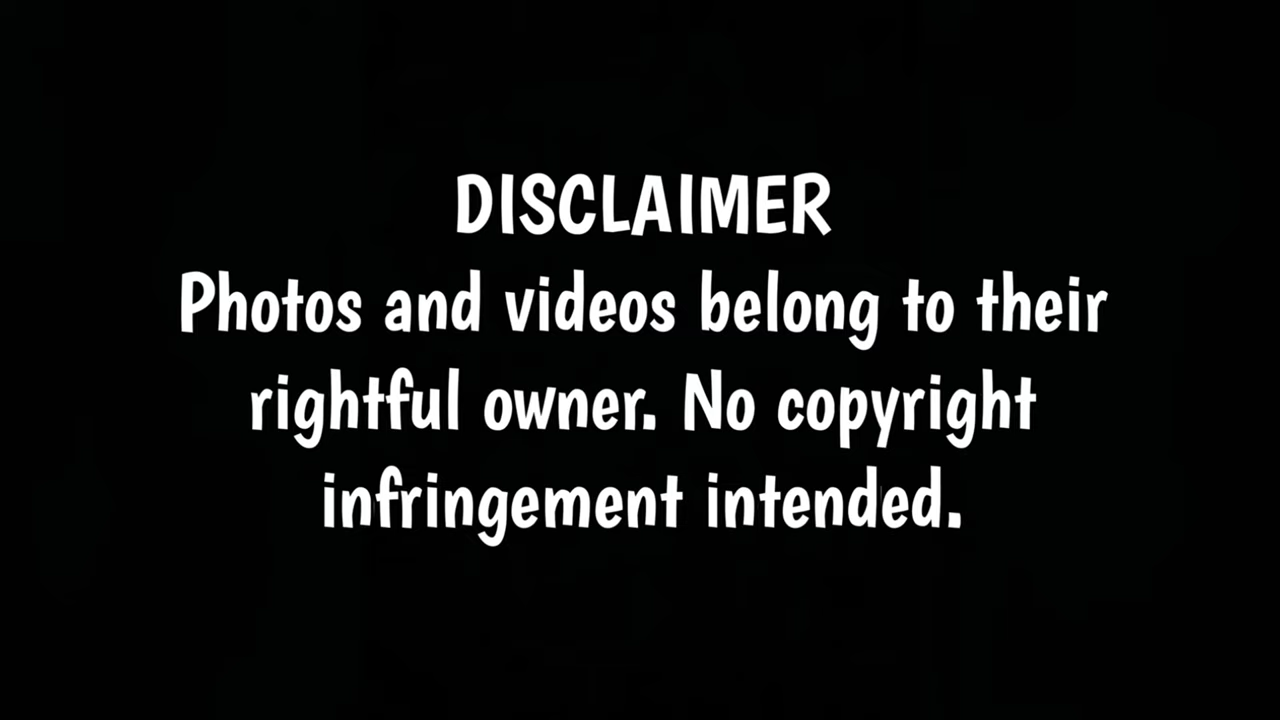 DISCLAIMER
Photos and videos belong to their
rightful owner. No copyright
infringement intended.